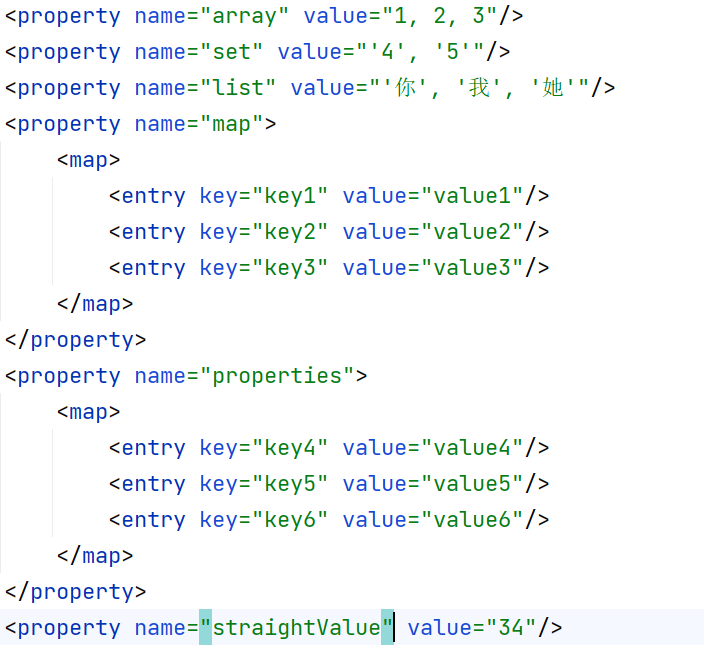 <property name="array" value="1, 2, 3"/>
<property name="set" value="'4', '5'"/>
<property name="list" value="'你', '我', '她'"/>
<property name="map">
    <map>
        <entry key="key1" value="value1"/>
        <entry key="key2" value="value2"/>
        <entry key="key3" value="value3"/>
    </map>
</property>
<property name="properties">
    <map>
        <entry key="key4" value="value4"/>
        <entry key="key5" value="value5"/>
        <entry key="key6" value="value6"/>
    </map>
</property>
<property name="straightValue" value="34"/>